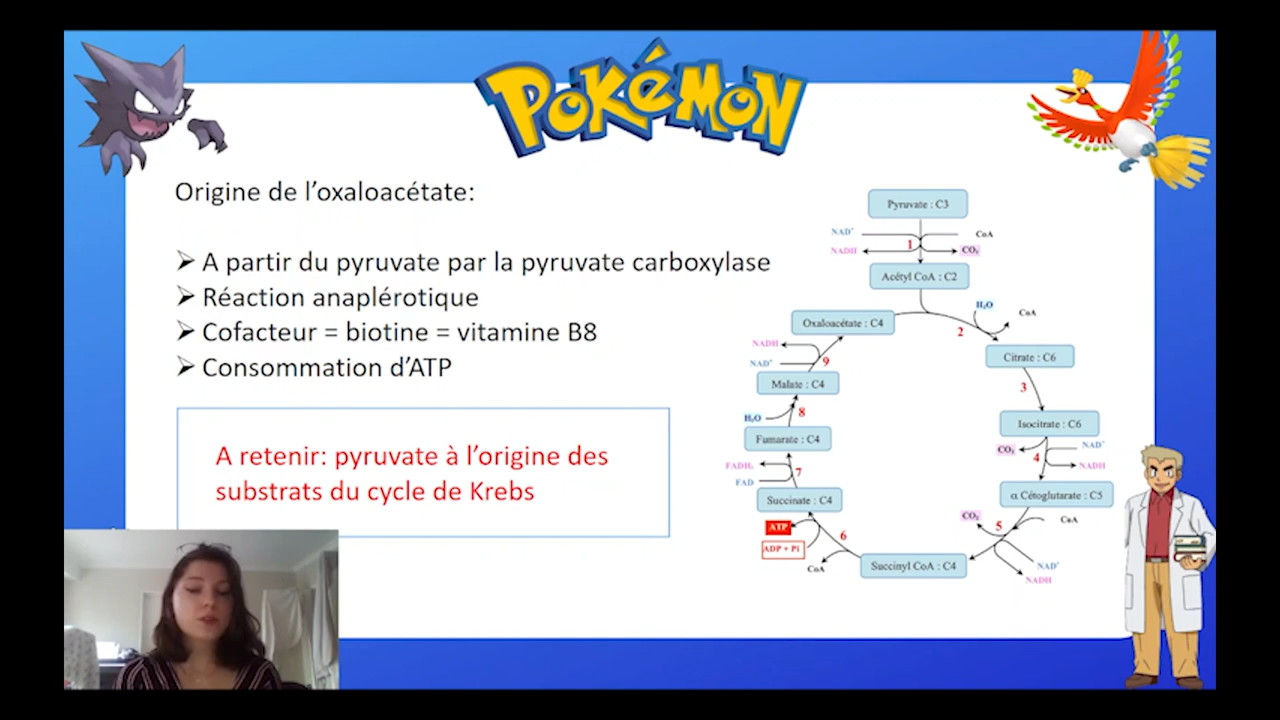 POKéMON
Origine de l'oxaloacétate:
➢ A partir du pyruvate par la pyruvate carboxylase
➢ Réaction anaplérotique
➢ Cofacteur = biotine = vitamine B8
➢ Consommation d'ATP
A retenir: pyruvate à l'origine des
substrats du cycle de Krebs
Pyruvate : C3
NAD⁺
CoA
1
NADH
CO₂
Acétyl CoA : C2
H₂O
CoA
2
Oxaloacétate : C4
Citrate : C6
3
Isocitrate : C6
CO₂
NAD⁺
4
NADH
α Cétoglutarate : C5
CO₂
CoA
5
NAD⁺
NADH
Succinyl CoA : C4
6
ATP
ADP + Pi
CoA
Succinate : C4
FADH₂
7
FAD
Fumarate : C4
H₂O
8
Malate : C4
NADH
NAD⁺
9